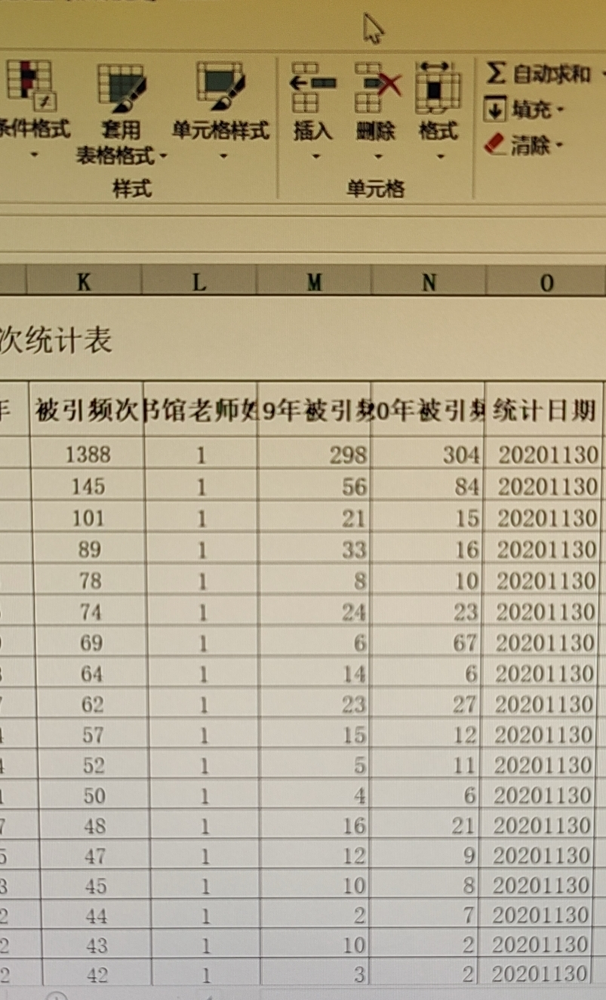 Σ 自动求和
填充
清除
条件格式 套用 单元格样式 插入 删除 格式
表格格式
样式 单元格
K L M N O
次统计表
年 被引频次 书馆老师姓 9年被引频 0年被引频 统计日期
1388 1 298 304 20201130
145 1 56 84 20201130
101 1 21 15 20201130
89 1 33 16 20201130
78 1 8 10 20201130
74 1 24 23 20201130
69 1 6 67 20201130
64 1 14 6 20201130
62 1 23 27 20201130
57 1 15 12 20201130
52 1 5 11 20201130
50 1 4 6 20201130
7 48 1 16 21 20201130
5 47 1 12 9 20201130
3 45 1 10 8 20201130
2 44 1 2 7 20201130
2 43 1 10 2 20201130
2 42 1 3 2 20201130